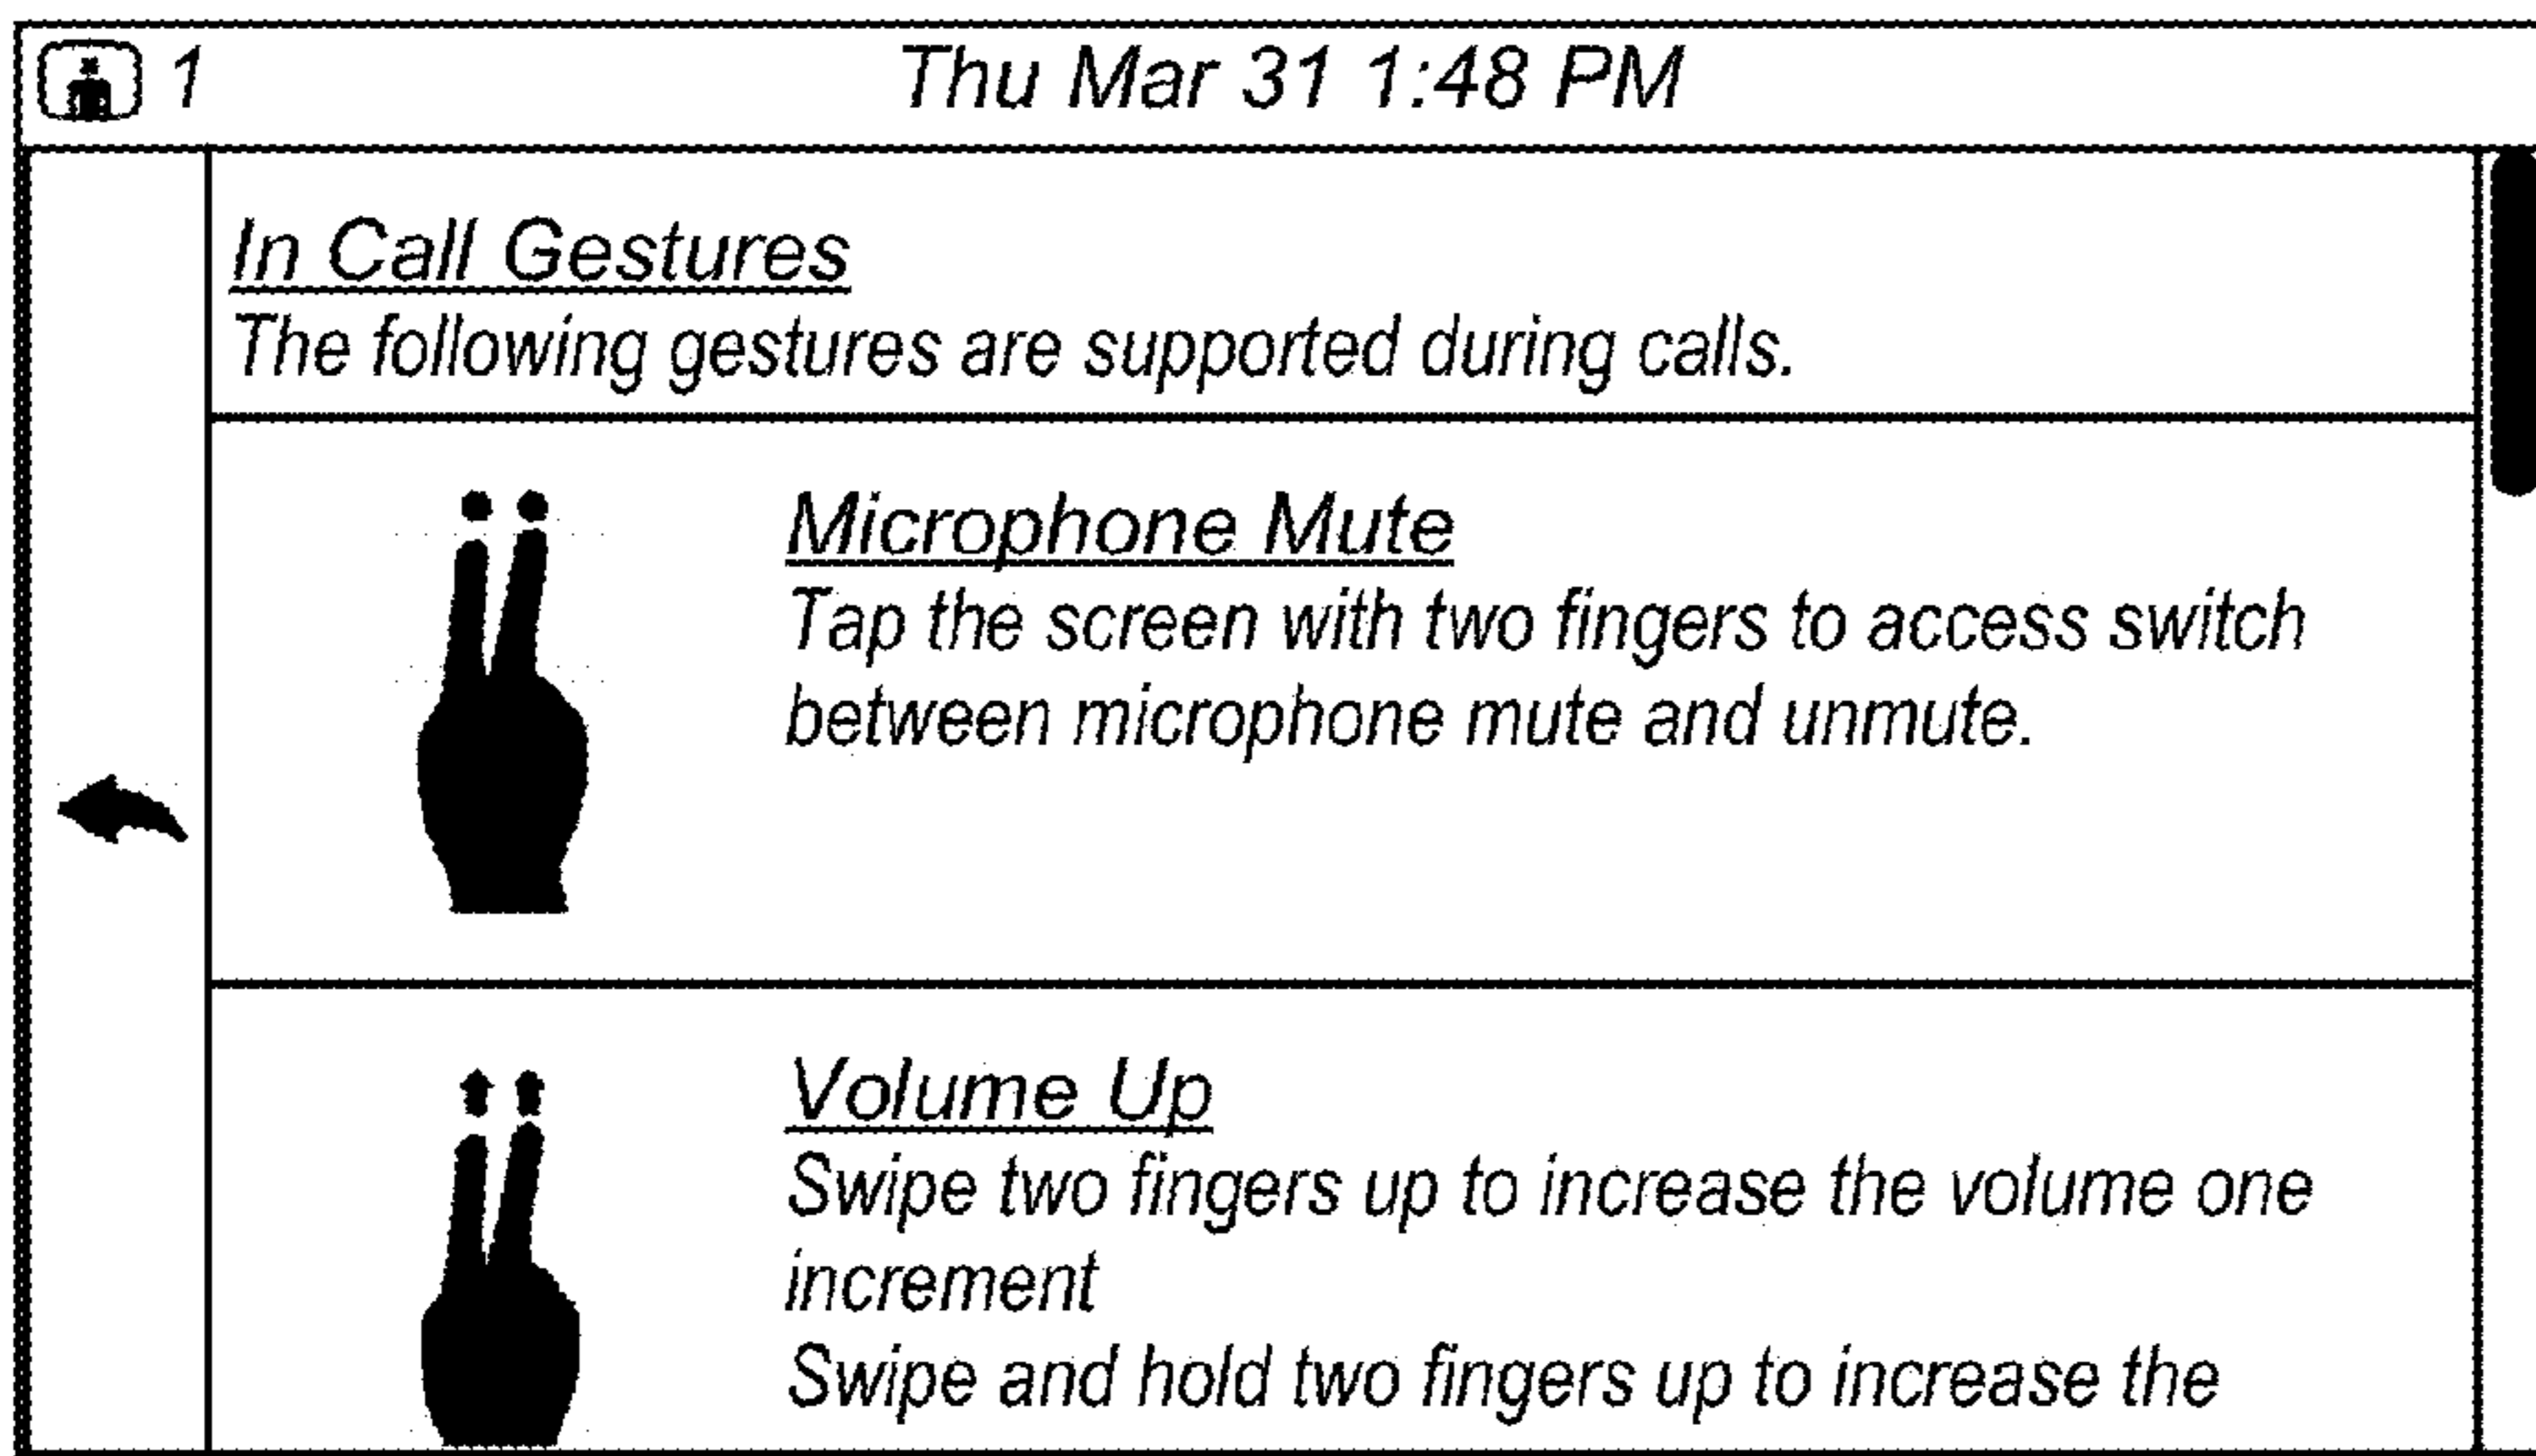 1
Thu Mar 31 1:48 PM
In Call Gestures
The following gestures are supported during calls.
Microphone Mute
Tap the screen with two fingers to access switch
between microphone mute and unmute.
Volume Up
Swipe two fingers up to increase the volume one
increment
Swipe and hold two fingers up to increase the